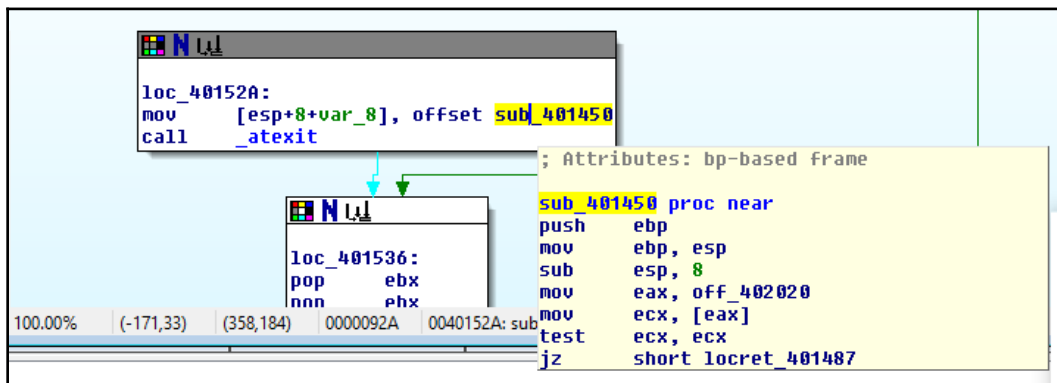 loc_40152A:
mov [esp+8+var_8], offset sub_401450
call _atexit
; Attributes: bp-based frame
sub_401450 proc near
push ebp
mov ebp, esp
sub esp, 8
mov eax, off_402020
mov ecx, [eax]
test ecx, ecx
jz short locret_401487
loc_401536:
pop ebx
pop ebx
100.00% (-171,33) (358,184) 0000092A 0040152A: sub